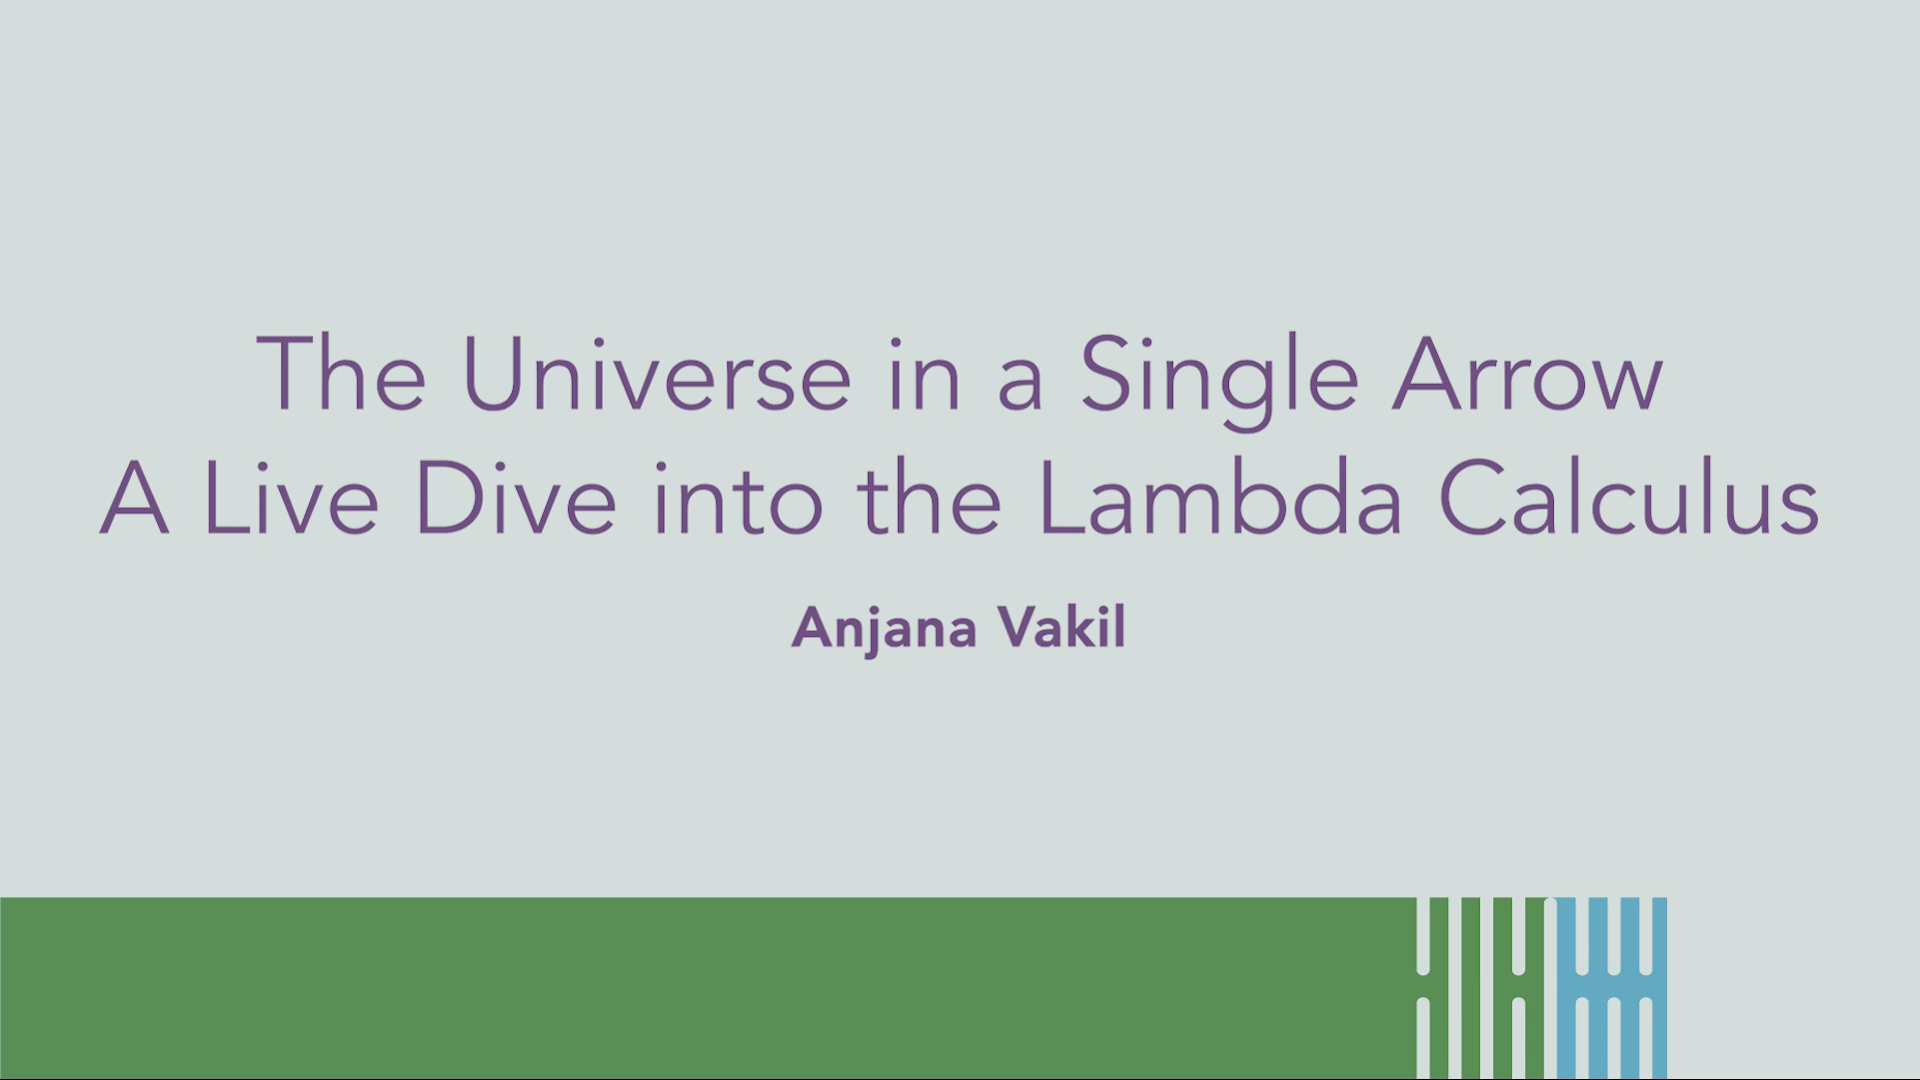 The Universe in a Single Arrow
A Live Dive into the Lambda Calculus
Anjana Vakil